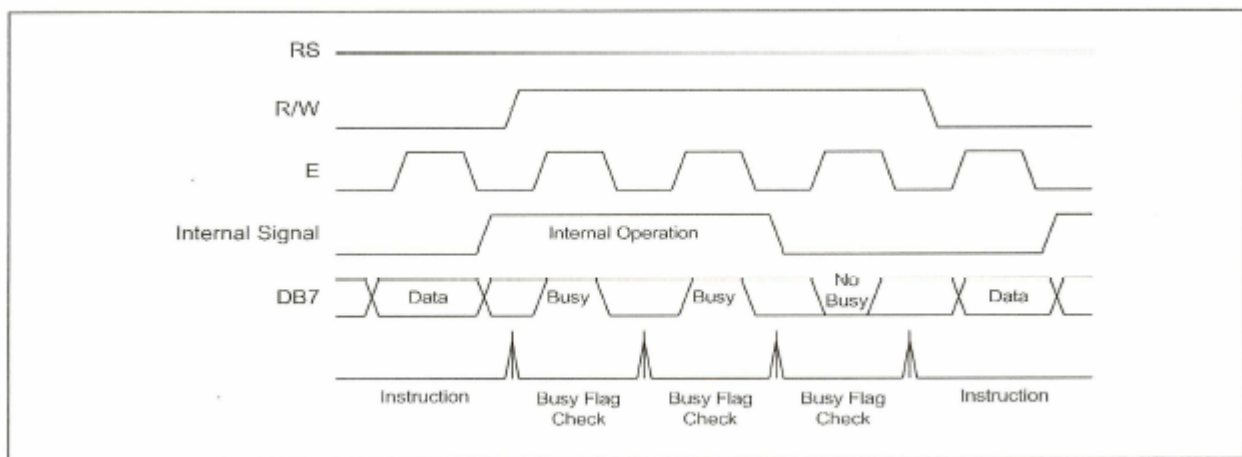 RS
R/W
E
Internal Signal
Internal Operation
DB7
Data
Busy
Busy
No
Busy
Data
Instruction
Busy Flag
Check
Busy Flag
Check
Busy Flag
Check
Instruction